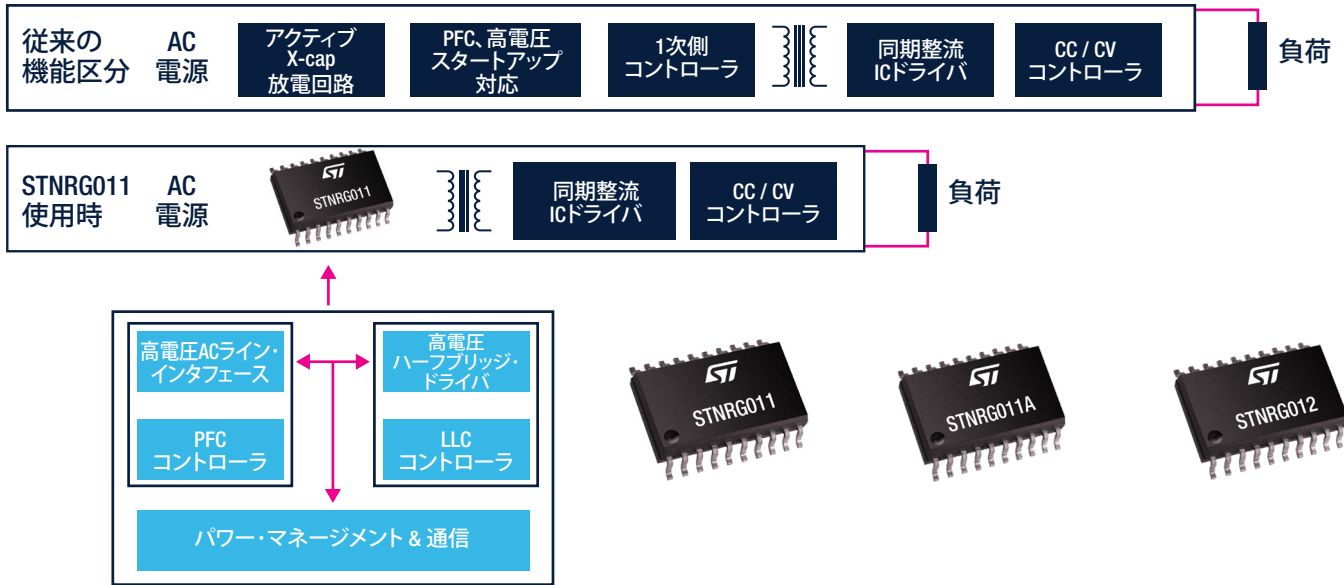 従来の
機能区分
AC
電源
アクティブ
X-cap
放電回路
PFC、高電圧
スタートアップ
対応
1次側
コントローラ
同期整流
ICドライバ
CC / CV
コントローラ
負荷
STNRG011
使用時
AC
電源
ST
STNRG011
同期整流
ICドライバ
CC / CV
コントローラ
負荷
高電圧ACライン・
インタフェース
高電圧
ハーフブリッジ・
ドライバ
PFC
コントローラ
LLC
コントローラ
パワー・マネージメント & 通信
ST
STNRG011
ST
STNRG011A
ST
STNRG012